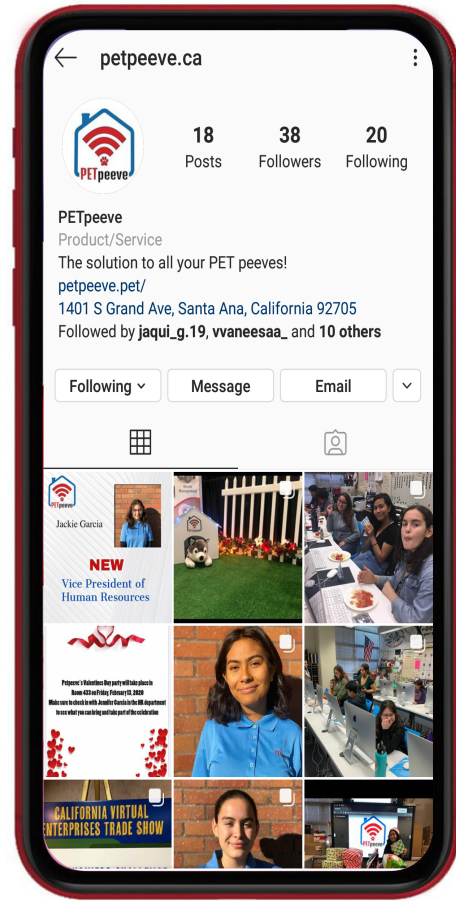 petpeeve.ca
PETpeeve
18
38
20
Posts
Followers
Following
PETpeeve
Product/Service
The solution to all your PET peeves!
petpeeve.pet/
1401 S Grand Ave, Santa Ana, California 92705
Followed by jaqui_g.19, vvaneesaa_ and 10 others
Following
Message
Email
PETpeeve
Jackie Garcia
NEW
Vice President of
Human Resources
Petpeeve's Valentines Day party will take place in
Room 433 on Friday, February 13, 2020
Make sure to check in with Jennifer Garcia in the HR department
to see what you can bring and take part of the celebration
CALIFORNIA VIRTUAL
ENTERPRISES TRADE SHOW
PETpeeve